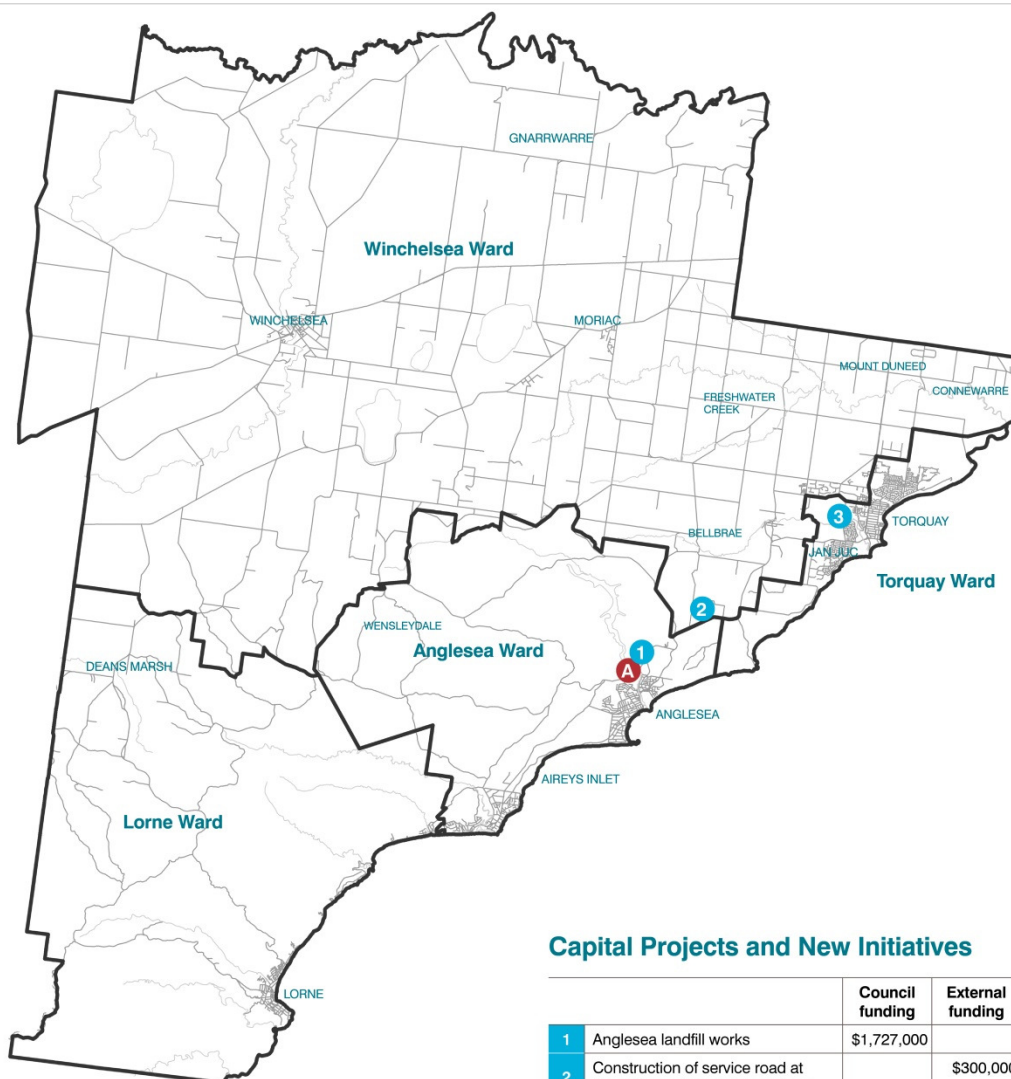 GNARRWARRE
Winchelsea Ward
WINCHELSEA
MORIAC
MOUNT DUNEED
CONNEWARRE
FRESHWATER
CREEK
3
TORQUAY
BELLBRAE
JAN JUC
Torquay Ward
2
WENSLEYDALE
Anglesea Ward
1
A
DEANS MARSH
ANGLESEA
AIREYS INLET
Lorne Ward
LORNE
Capital Projects and New Initiatives
Council External
funding funding
1 Anglesea landfill works $1,727,000
2 Construction of service road at $300,000